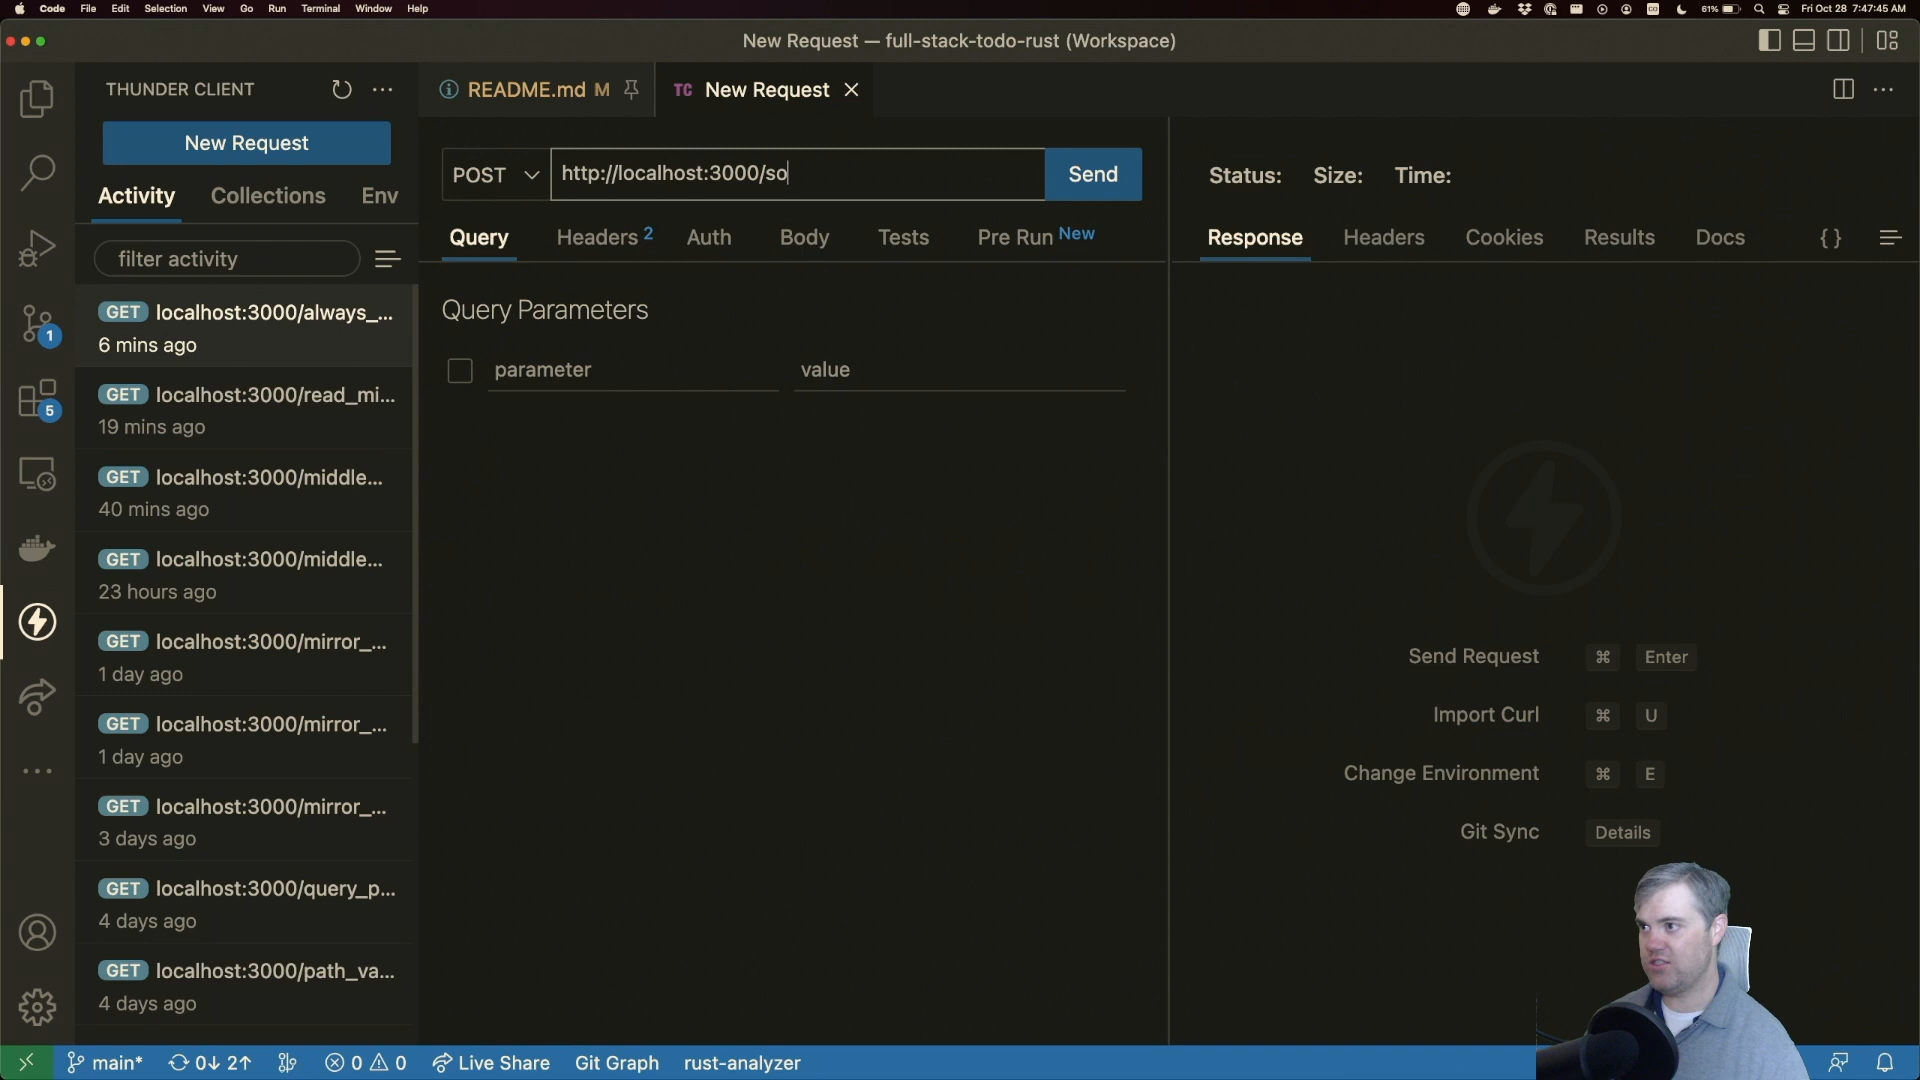 Code File Edit Selection View Go Run Terminal Window Help
61% Fri Oct 28 7:47:45 AM
New Request — full-stack-todo-rust (Workspace)
THUNDER CLIENT
README.md M
TC New Request
New Request
POST http://localhost:3000/so Send
Status: Size: Time:
Activity Collections Env
Query Headers 2 Auth Body Tests Pre Run New
Response Headers Cookies Results Docs { }
filter activity
Query Parameters
parameter value
GET localhost:3000/always_...
6 mins ago
GET localhost:3000/read_mi...
19 mins ago
GET localhost:3000/middle...
40 mins ago
GET localhost:3000/middle...
23 hours ago
GET localhost:3000/mirror_...
1 day ago
GET localhost:3000/mirror_...
1 day ago
GET localhost:3000/mirror_...
3 days ago
GET localhost:3000/query_p...
4 days ago
GET localhost:3000/path_va...
4 days ago
1
5
Send Request ⌘ Enter
Import Curl ⌘ U
Change Environment ⌘ E
Git Sync Details
main* 0↓ 2↑ 0 0 Live Share Git Graph rust-analyzer